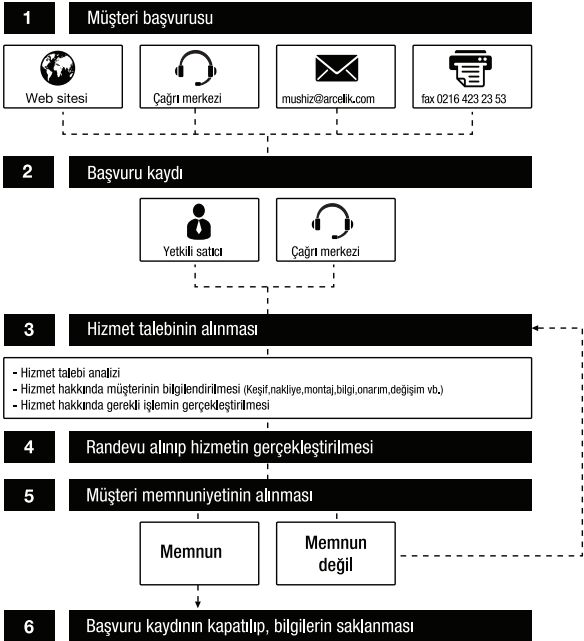 1 Müşteri başvurusu
Web sitesi
Çağrı merkezi
mushiz@arcelik.com
fax 0216 423 23 53
2 Başvuru kaydı
Yetkili satıcı
Çağrı merkezi
3 Hizmet talebinin alınması
- Hizmet talebi analizi
- Hizmet hakkında müşterinin bilgilendirilmesi (Keşif,nakliye,montaj,bilgi,onarım,değişim vb.)
- Hizmet hakkında gerekli işlemin gerçekleştirilmesi
4 Randevu alınıp hizmetin gerçekleştirilmesi
5 Müşteri memnuniyetinin alınması
Memnun
Memnun
değil
6 Başvuru kaydının kapatılıp, bilgilerin saklanması